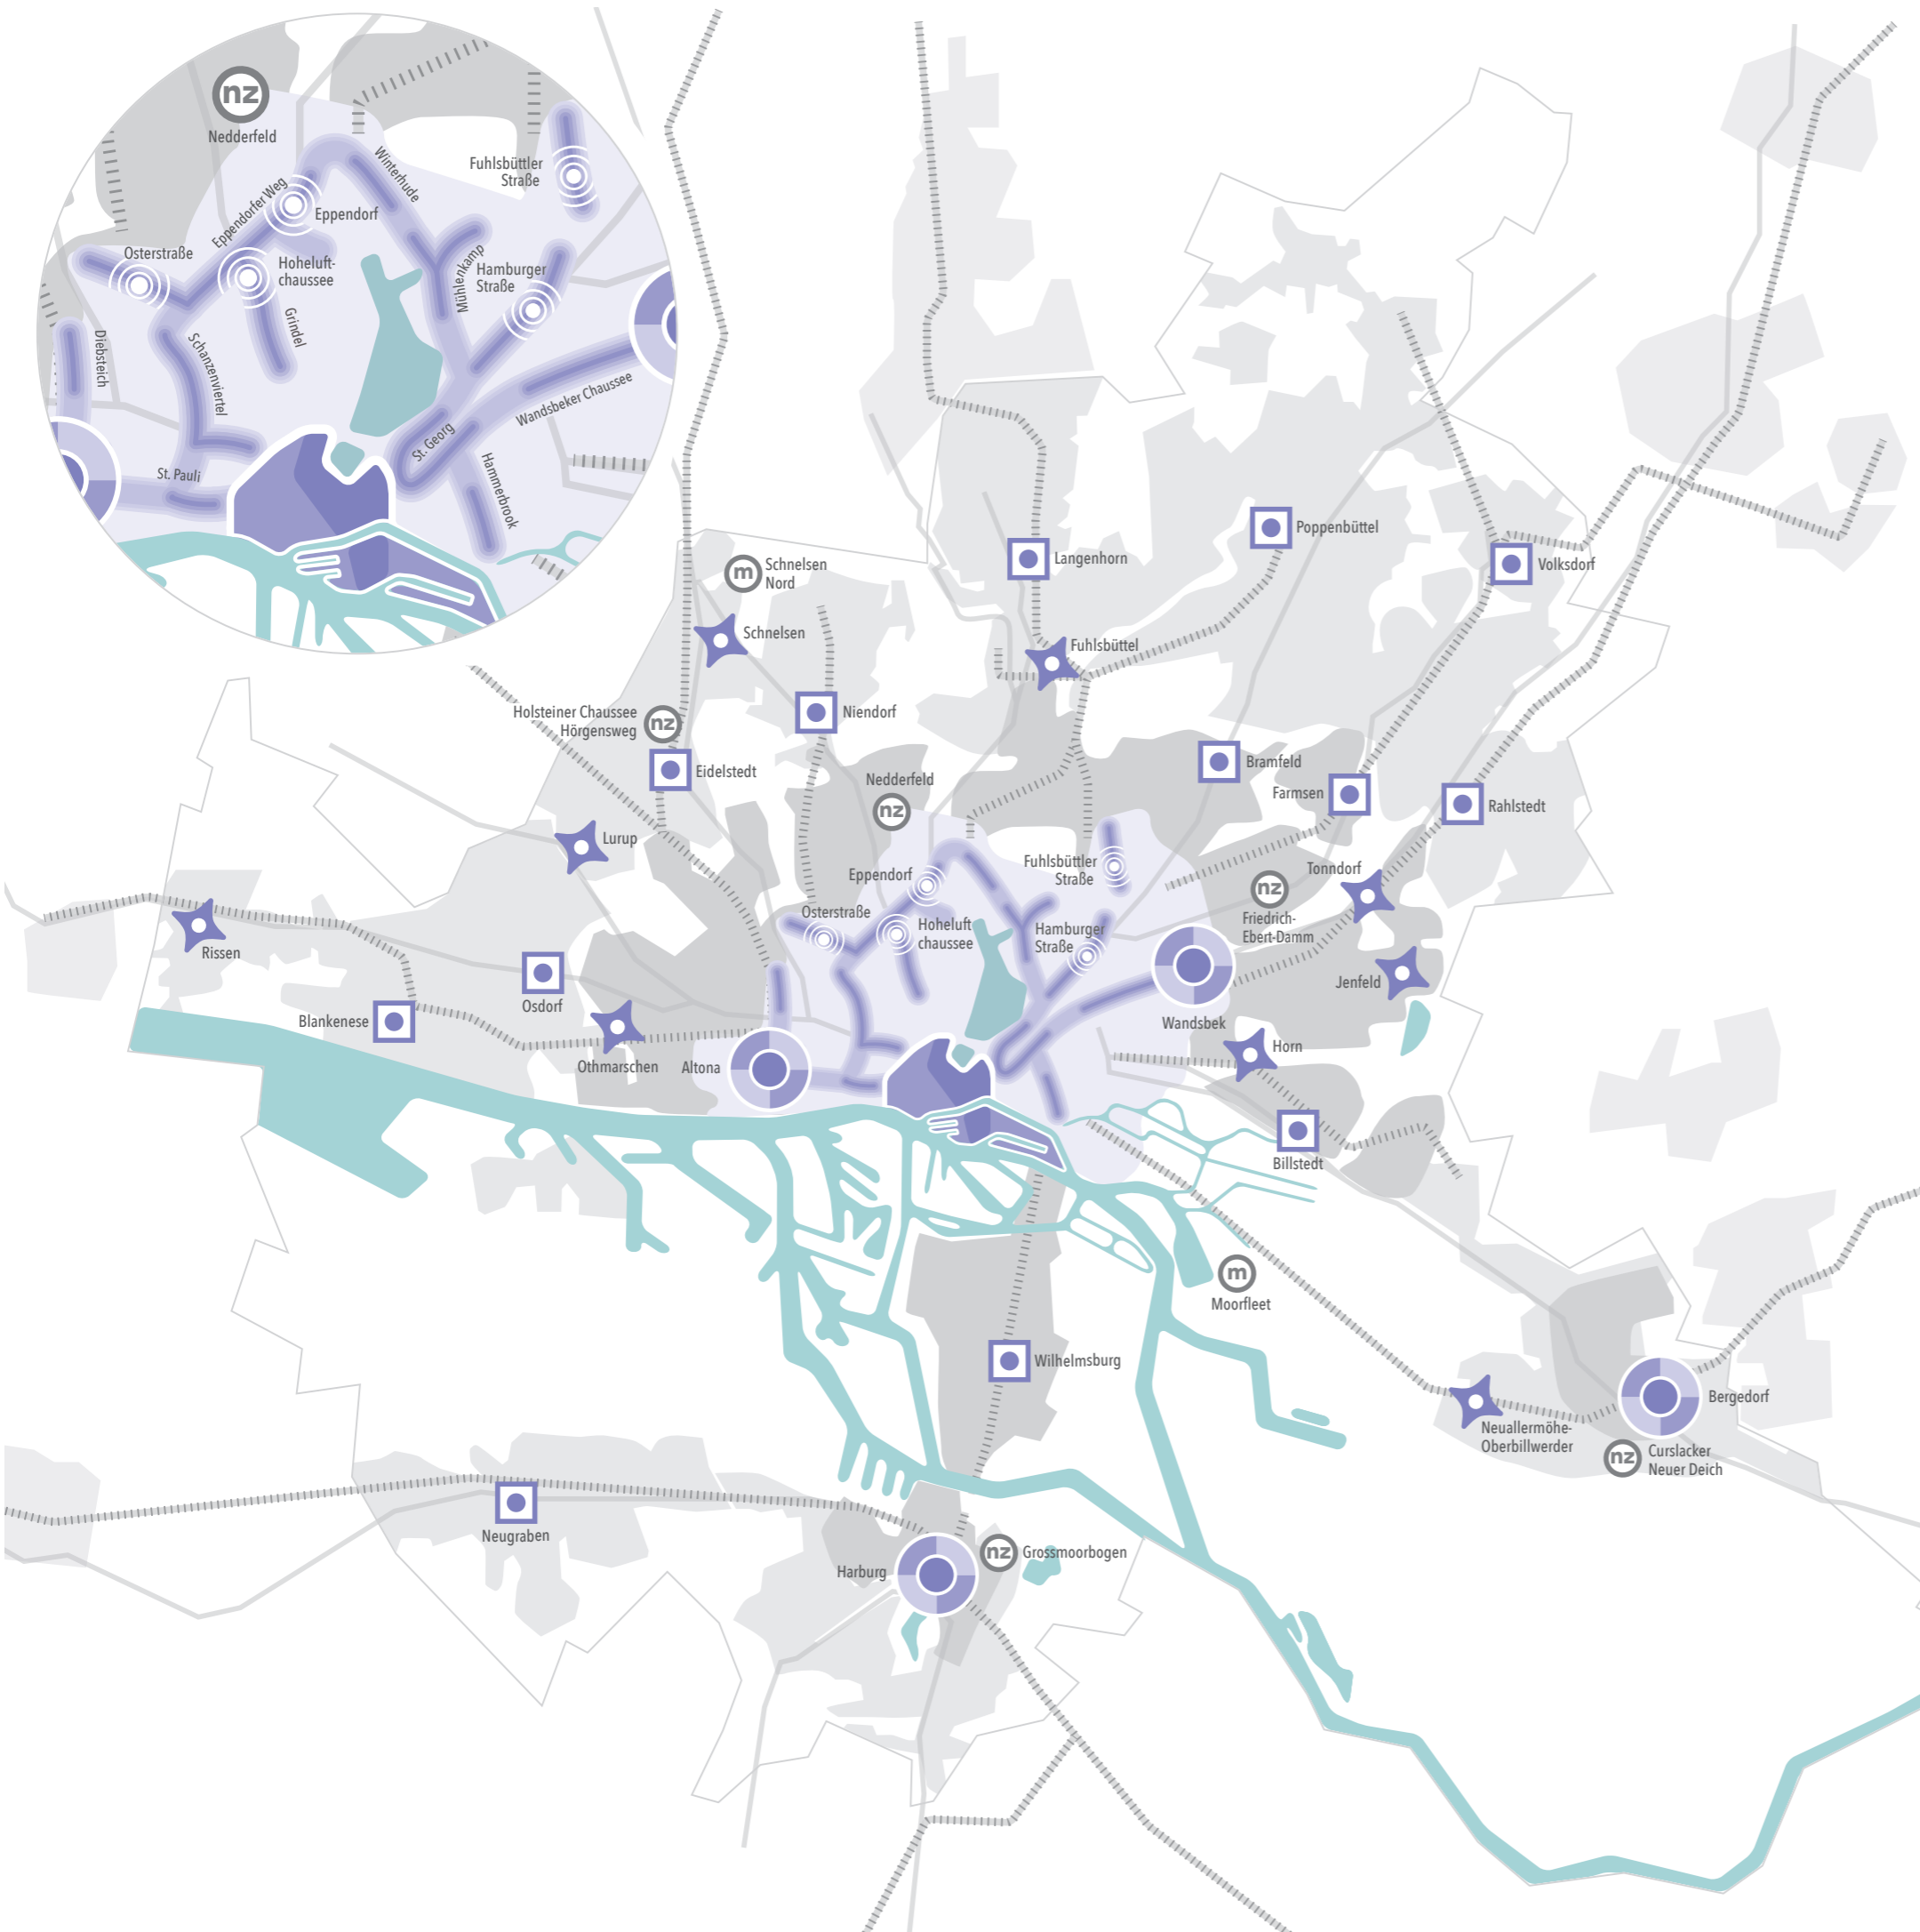 nz
Nedderfeld
Winterhude
Fuhlsbüttler
Straße
Eppendorfer Weg
Eppendorf
Osterstraße
Hoheluft-
chaussee
Mühlenkamp
Hamburger
Straße
Diebsteich
Schanzenviertel
Grindel
Wandsbeker Chaussee
St. Georg
St. Pauli
Hammerbrook
Poppenbüttel
Langenhorn
Volksdorf
m
Schnelsen
Nord
Schnelsen
Fuhlsbüttel
Holsteiner Chaussee
Hörgensweg
nz
Niendorf
Eidelstedt
Bramfeld
Nedderfeld
nz
Farmsen
Rahlstedt
Lurup
Fuhlsbüttler
Straße
Eppendorf
Tonndorf
nz
Friedrich-
Ebert-Damm
Osterstraße
Hoheluft
chaussee
Hamburger
Straße
Rissen
Osdorf
Jenfeld
Blankenese
Wandsbek
Horn
Othmarschen
Altona
Billstedt
m
Moorfleet
Wilhelmsburg
Bergedorf
Neuallermöhe-
Oberbillwerder
nz
Curslacker
Neuer Deich
Neugraben
nz
Grossmoorbogen
Harburg